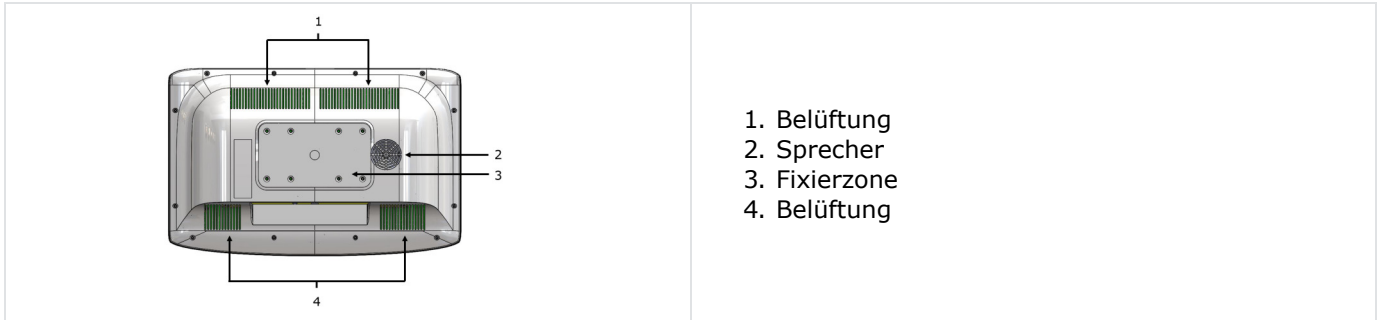 1
2
3
4
1. Belüftung
2. Sprecher
3. Fixierzone
4. Belüftung